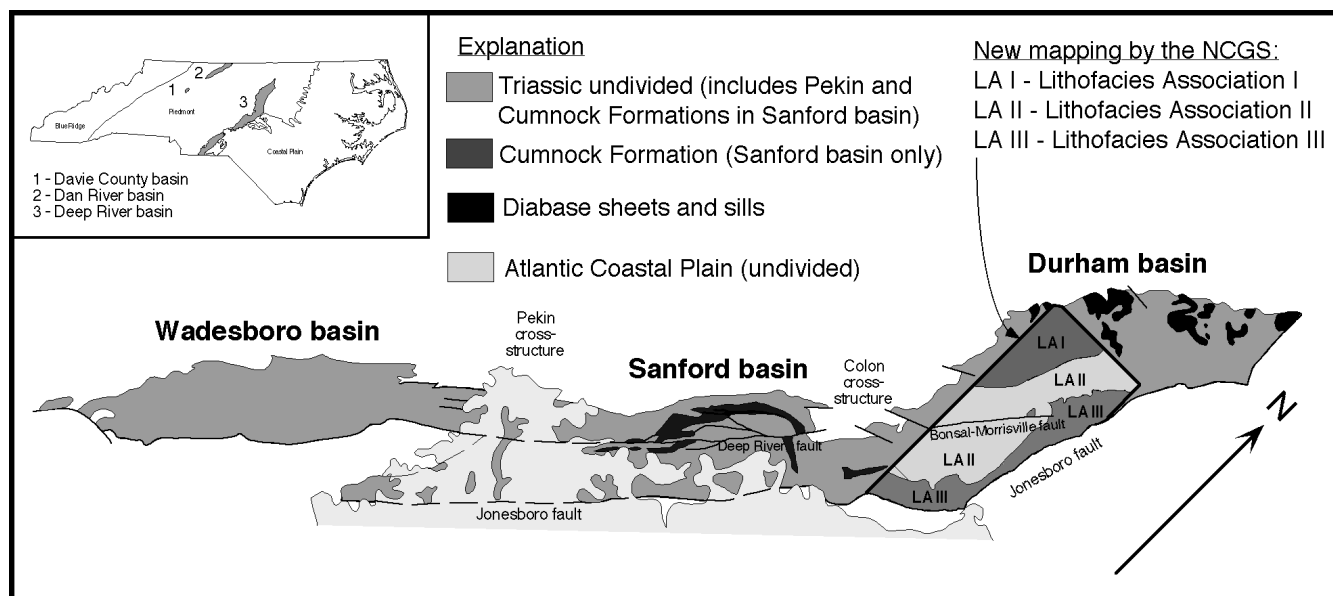 2
1
3
Blue Ridge
Piedmont
Coastal Plain
1 - Davie County basin
2 - Dan River basin
3 - Deep River basin
Explanation
Triassic undivided (includes Pekin and
Cumnock Formations in Sanford basin)
Cumnock Formation (Sanford basin only)
Diabase sheets and sills
Atlantic Coastal Plain (undivided)
New mapping by the NCGS:
LA I - Lithofacies Association I
LA II - Lithofacies Association II
LA III - Lithofacies Association III
Wadesboro basin
Pekin
cross-
structure
Sanford basin
Colon
cross-
structure
Durham basin
LA I
LA II
LA III
Bonsal-Morrisville fault
Deep River fault
LA II
LA III
Jonesboro fault
Jonesboro fault
N